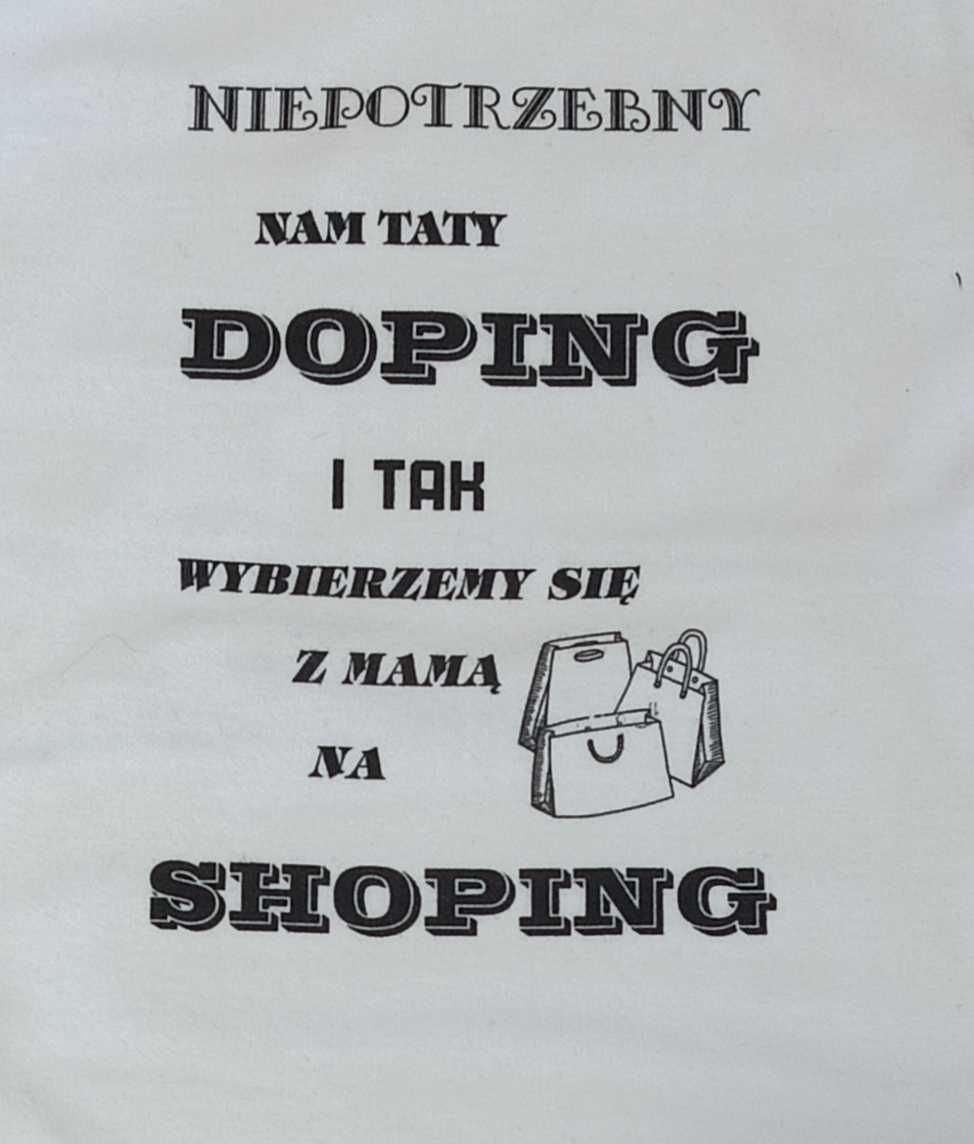 NIEPOTRZEBNY
NAM TATY
DOPING
I TAK
WYBIERZEMY SIĘ
Z MAMĄ
NA
SHOPING